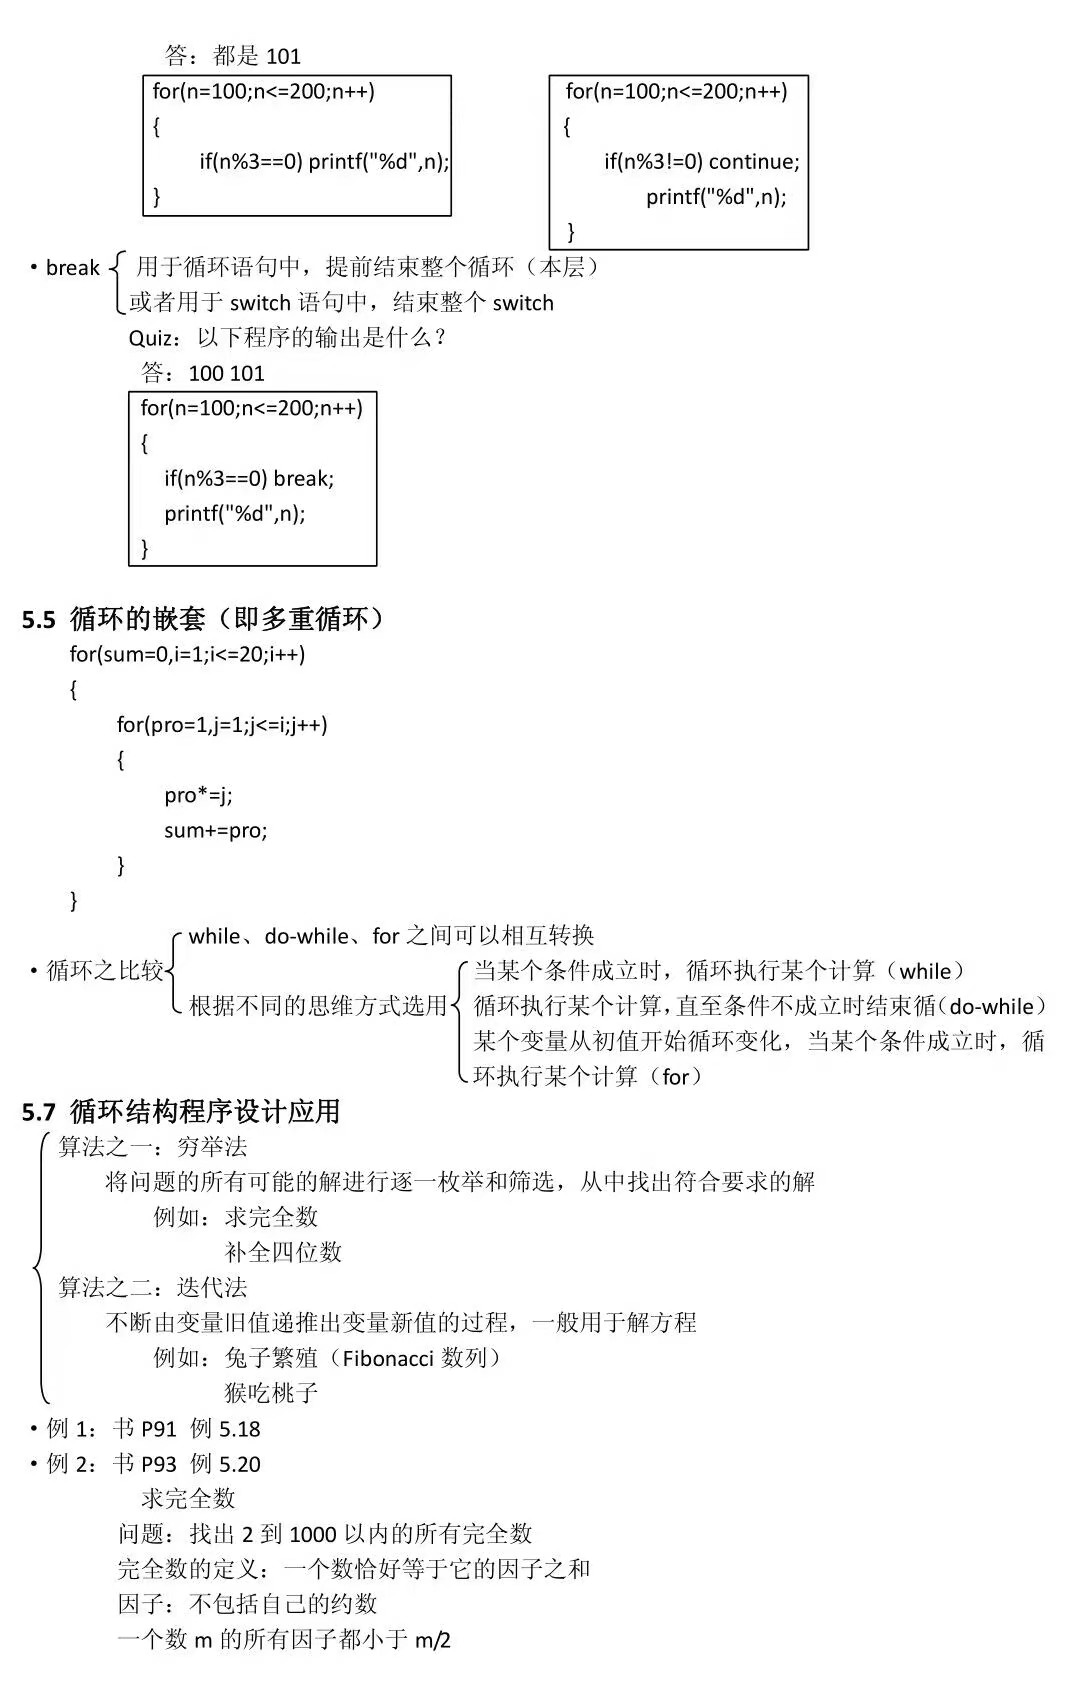 答：都是 101
for(n=100;n<=200;n++)
{
if(n%3==0) printf("%d",n);
}
for(n=100;n<=200;n++)
{
if(n%3!=0) continue;
printf("%d",n);
}
·break
用于循环语句中，提前结束整个循环（本层）
或者用于 switch 语句中，结束整个 switch
Quiz：以下程序的输出是什么？
答：100 101
for(n=100;n<=200;n++)
{
if(n%3==0) break;
printf("%d",n);
}
5.5 循环的嵌套（即多重循环）
for(sum=0,i=1;i<=20;i++)
{
for(pro=1,j=1;j<=i;j++)
{
pro*=j;
sum+=pro;
}
}
·循环之比较
while、do-while、for 之间可以相互转换
根据不同的思维方式选用
当某个条件成立时，循环执行某个计算（while）
循环执行某个计算，直至条件不成立时结束循（do-while）
某个变量从初值开始循环变化，当某个条件成立时，循
环执行某个计算（for）
5.7 循环结构程序设计应用
算法之一：穷举法
将问题的所有可能的解进行逐一枚举和筛选，从中找出符合要求的解
例如：求完全数
补全四位数
算法之二：迭代法
不断由变量旧值递推出变量新值的过程，一般用于解方程
例如：兔子繁殖（Fibonacci 数列）
猴吃桃子
·例 1：书 P91 例 5.18
·例 2：书 P93 例 5.20
求完全数
问题：找出 2 到 1000 以内的所有完全数
完全数的定义：一个数恰好等于它的因子之和
因子：不包括自己的约数
一个数 m 的所有因子都小于 m/2